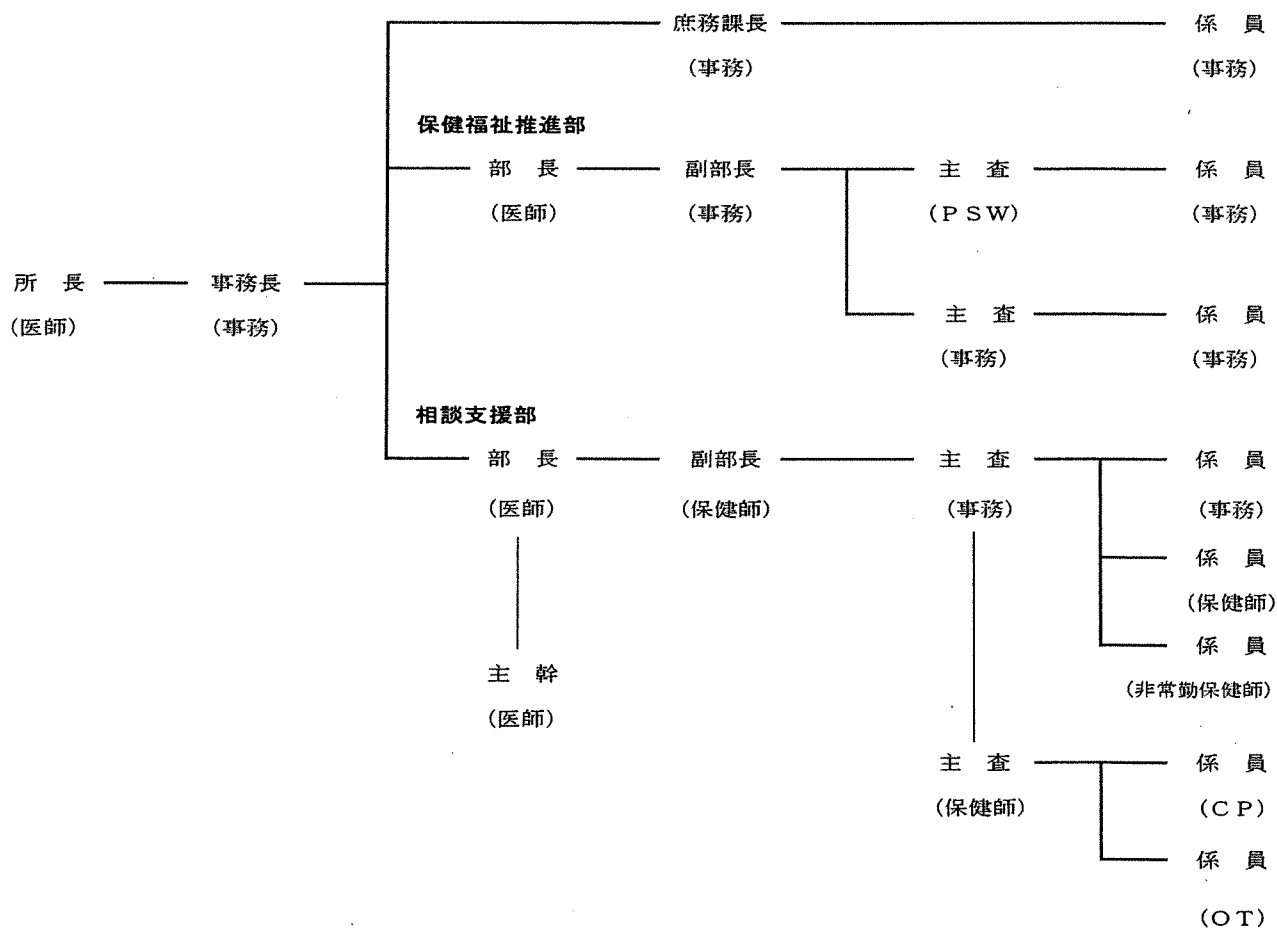 庶務課長 係 員
(事務) (事務)
保健福祉推進部
部 長 副部長 主 査 係 員
(医師) (事務) (PSW) (事務)
所 長 事務長 主 査 係 員
(医師) (事務) (事務) (事務)
相談支援部
部 長 副部長 主 査 係 員
(医師) (保健師) (事務) (事務)
係 員
(保健師)
係 員
主 幹 (非常勤保健師)
(医師)
主 査 係 員
(保健師) (CP)
係 員
(OT)